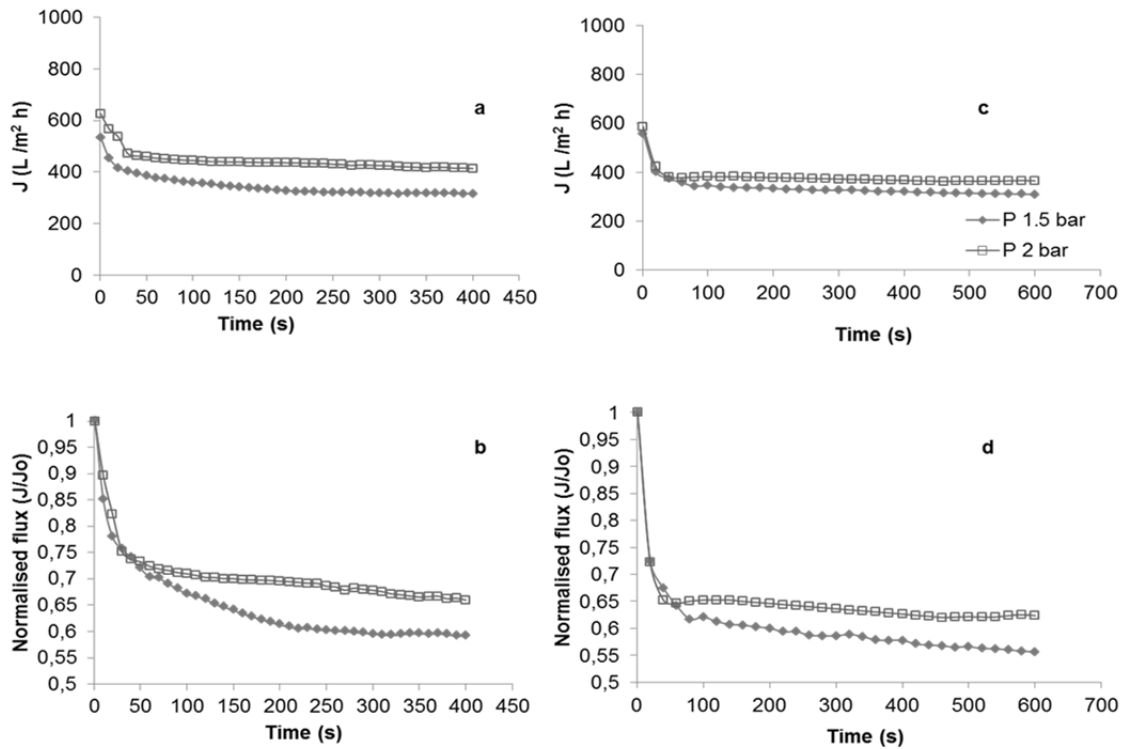 1000
800
600
400
200
0
J (L /m² h)
a
0 50 100 150 200 250 300 350 400 450
Time (s)
1000
800
600
400
200
0
J (L /m² h)
c
P 1.5 bar
P 2 bar
0 100 200 300 400 500 600 700
Time (s)
1
0,95
0,9
0,85
0,8
0,75
0,7
0,65
0,6
0,55
0,5
Normalised flux (J/Jo)
b
0 50 100 150 200 250 300 350 400 450
Time (s)
1
0,95
0,9
0,85
0,8
0,75
0,7
0,65
0,6
0,55
0,5
Normalised flux (J/Jo)
d
0 100 200 300 400 500 600 700
Time (s)